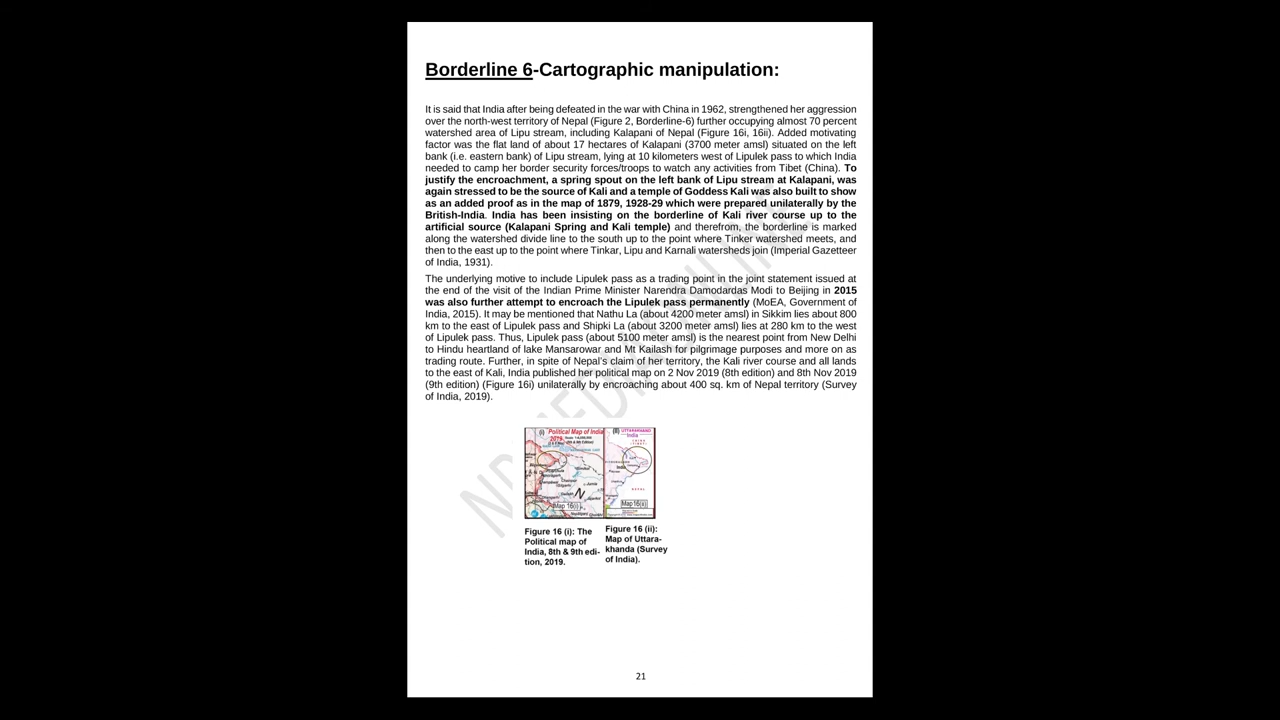 Borderline 6-Cartographic manipulation:
It is said that India after being defeated in the war with China in 1962, strengthened her aggression
over the north-west territory of Nepal (Figure 2, Borderline-6) further occupying almost 70 percent
watershed area of Lipu stream, including Kalapani of Nepal (Figure 16i, 16ii). Added motivating
factor was the flat land of about 17 hectares of Kalapani (3700 meter amsl) situated on the left
bank (i.e. eastern bank) of Lipu stream, lying at 10 kilometers west of Lipulek pass to which India
needed to camp her border security forces/troops to watch any activities from Tibet (China). To
justify the encroachment, a spring spout on the left bank of Lipu stream at Kalapani, was
again stressed to be the source of Kali and a temple of Goddess Kali was also built to show
as an added proof as in the map of 1879, 1928-29 which were prepared unilaterally by the
British-India. India has been insisting on the borderline of Kali river course up to the
artificial source (Kalapani Spring and Kali temple) and therefrom, the borderline is marked
along the watershed divide line to the south up to the point where Tinker watershed meets, and
then to the east up to the point where Tinkar, Lipu and Karnali watersheds join (Imperial Gazetteer
of India, 1931).
The underlying motive to include Lipulek pass as a trading point in the joint statement issued at
the end of the visit of the Indian Prime Minister Narendra Damodardas Modi to Beijing in 2015
was also further attempt to encroach the Lipulek pass permanently (MoEA, Government of
India, 2015). It may be mentioned that Nathu La (about 4200 meter amsl) in Sikkim lies about 800
km to the east of Lipulek pass and Shipki La (about 3200 meter amsl) lies at 280 km to the west
of Lipulek pass. Thus, Lipulek pass (about 5100 meter amsl) is the nearest point from New Delhi
to Hindu heartland of lake Mansarowar and Mt Kailash for pilgrimage purposes and more on as
trading route. Further, in spite of Nepal's claim of her territory, the Kali river course and all lands
to the east of Kali, India published her political map on 2 Nov 2019 (8th edition) and 8th Nov 2019
(9th edition) (Figure 16i) unilaterally by encroaching about 400 sq. km of Nepal territory (Survey
of India, 2019).
(i) Political Map of India
2019
(ii) UTTARAKHAND
India
N
Map 16(i)
Map 16(ii)
Figure 16 (i): The
Political map of
India, 8th & 9th edi-
tion, 2019.
Figure 16 (ii):
Map of Uttara-
khanda (Survey
of India).
21